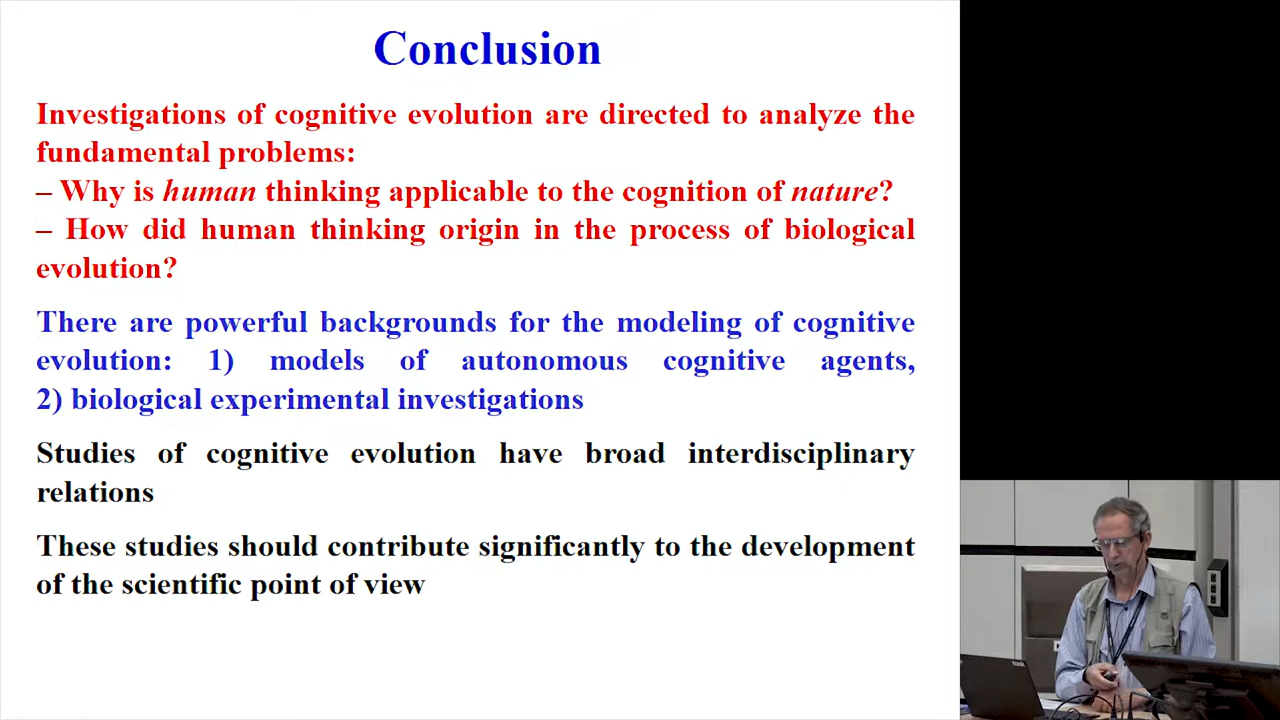 Conclusion
Investigations of cognitive evolution are directed to analyze the
fundamental problems:
– Why is human thinking applicable to the cognition of nature?
– How did human thinking origin in the process of biological
evolution?
There are powerful backgrounds for the modeling of cognitive
evolution: 1) models of autonomous cognitive agents,
2) biological experimental investigations
Studies of cognitive evolution have broad interdisciplinary
relations
These studies should contribute significantly to the development
of the scientific point of view